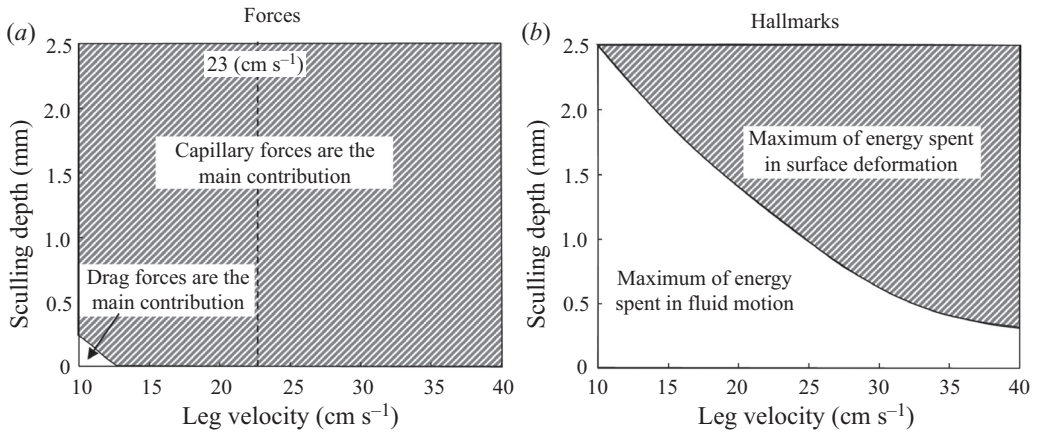 Forces
(a)
2.5
2.0
1.5
1.0
0.5
0
Sculling depth (mm)
23 (cm s⁻¹)
Capillary forces are the
main contribution
Drag forces are the
main contribution
10 15 20 25 30 35 40
Leg velocity (cm s⁻¹)
Hallmarks
(b)
2.5
2.0
1.5
1.0
0.5
0
Sculling depth (mm)
Maximum of energy spent
in surface deformation
Maximum of energy
spent in fluid motion
10 15 20 25 30 35 40
Leg velocity (cm s⁻¹)